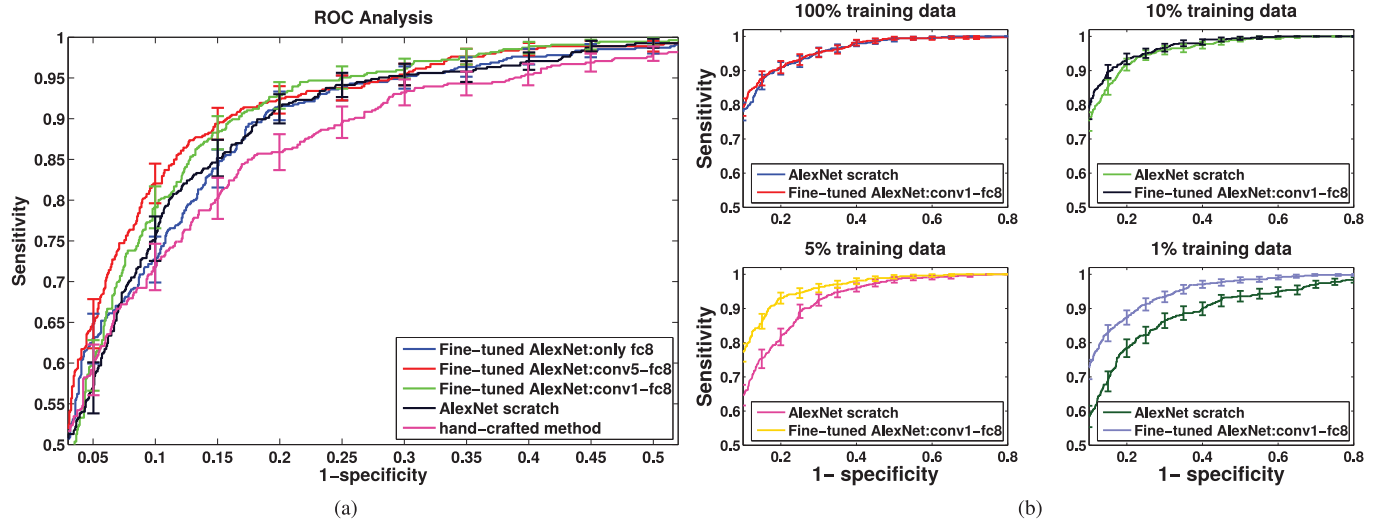 ROC Analysis
Sensitivity
1
0.95
0.9
0.85
0.8
0.75
0.7
0.65
0.6
0.55
0.5
0.05 0.1 0.15 0.2 0.25 0.3 0.35 0.4 0.45 0.5
1-specificity
Fine-tuned AlexNet:only fc8
Fine-tuned AlexNet:conv5-fc8
Fine-tuned AlexNet:conv1-fc8
AlexNet scratch
hand-crafted method
(a)
100% training data
Sensitivity
1
0.9
0.8
0.7
0.6
0.5
0.2 0.4 0.6 0.8
AlexNet scratch
Fine-tuned AlexNet:conv1-fc8
10% training data
Sensitivity
1
0.9
0.8
0.7
0.6
0.5
0.2 0.4 0.6 0.8
AlexNet scratch
Fine-tuned AlexNet:conv1-fc8
5% training data
Sensitivity
1
0.9
0.8
0.7
0.6
0.5
0.2 0.4 0.6 0.8
1- specificity
AlexNet scratch
Fine-tuned AlexNet:conv1-fc8
1% training data
Sensitivity
1
0.9
0.8
0.7
0.6
0.5
0.2 0.4 0.6 0.8
1- specificity
AlexNet scratch
Fine-tuned AlexNet:conv1-fc8
(b)